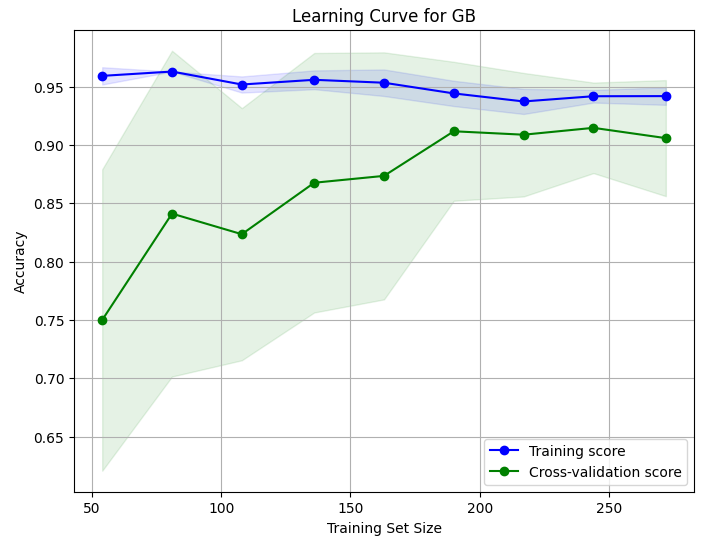 Learning Curve for GB
Accuracy
0.95
0.90
0.85
0.80
0.75
0.70
0.65
50
100
150
200
250
Training Set Size
Training score
Cross-validation score